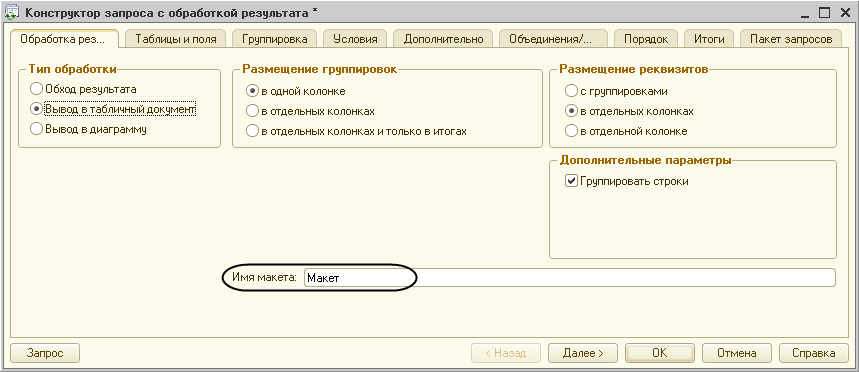 Конструктор запроса с обработкой результата *
Обработка рез... Таблицы и поля Группировка Условия Дополнительно Объединения/... Порядок Итоги Пакет запросов
Тип обработки Размещение группировок Размещение реквизитов
Обход результата в одной колонке с группировками
Вывод в табличный документ в отдельных колонках в отдельных колонках
Вывод в диаграмму в отдельных колонках и только в итогах в отдельной колонке
Дополнительные параметры
Группировать строки
Имя макета: Макет
Запрос < Назад Далее > OK Отмена Справка